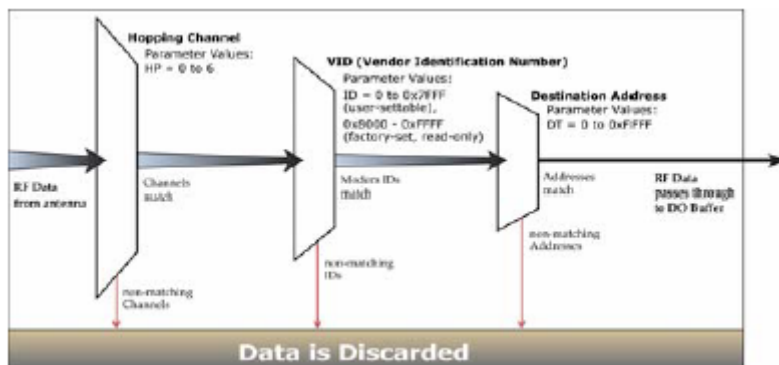 Hopping Channel
Parameter Values:
HP = 0 to 6
VID (Vendor Identification Number)
Parameter Values:
ID = 0 to 0x7FFF
(user-settable),
0x8000 - 0xFFFF
(factory-set, read-only)
Destination Address
Parameter Values:
DT = 0 to 0xFFFF
RF Data
from antenna
Channels
match
Modem IDs
match
Addresses
match
RF Data
passes through
to DO Buffer
non-matching
Channels
non-matching
IDs
non-matching
Addresses
Data is Discarded